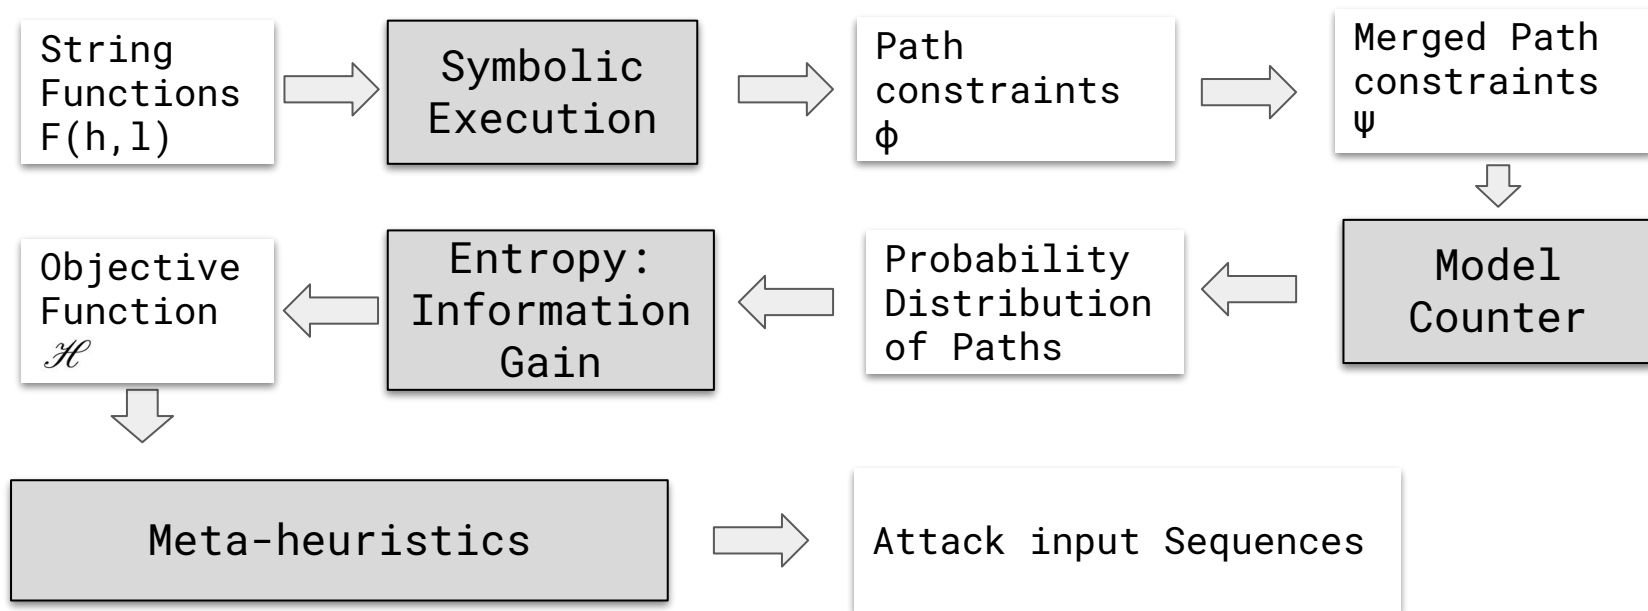 String
Functions
F(h,l)
Symbolic
Execution
Path
constraints
ϕ
Merged Path
constraints
Ψ
Objective
Function
ℋ
Entropy:
Information
Gain
Probability
Distribution
of Paths
Model
Counter
Meta-heuristics
Attack input Sequences